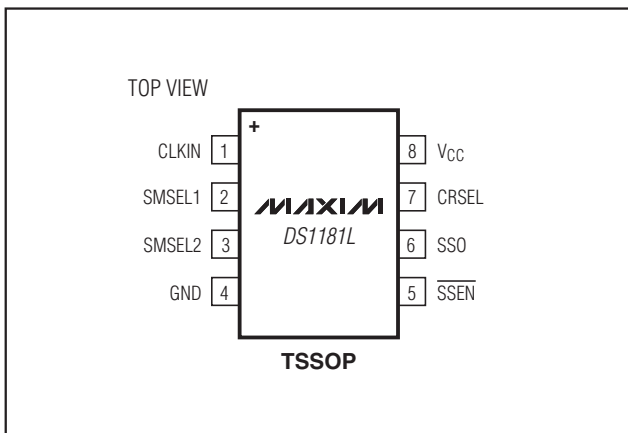 TOP VIEW
+
CLKIN 1
8 VCC
SMSEL1 2
7 CRSEL
MAXIM
DS1181L
SMSEL2 3
6 SSO
GND 4
5 SSEN
TSSOP